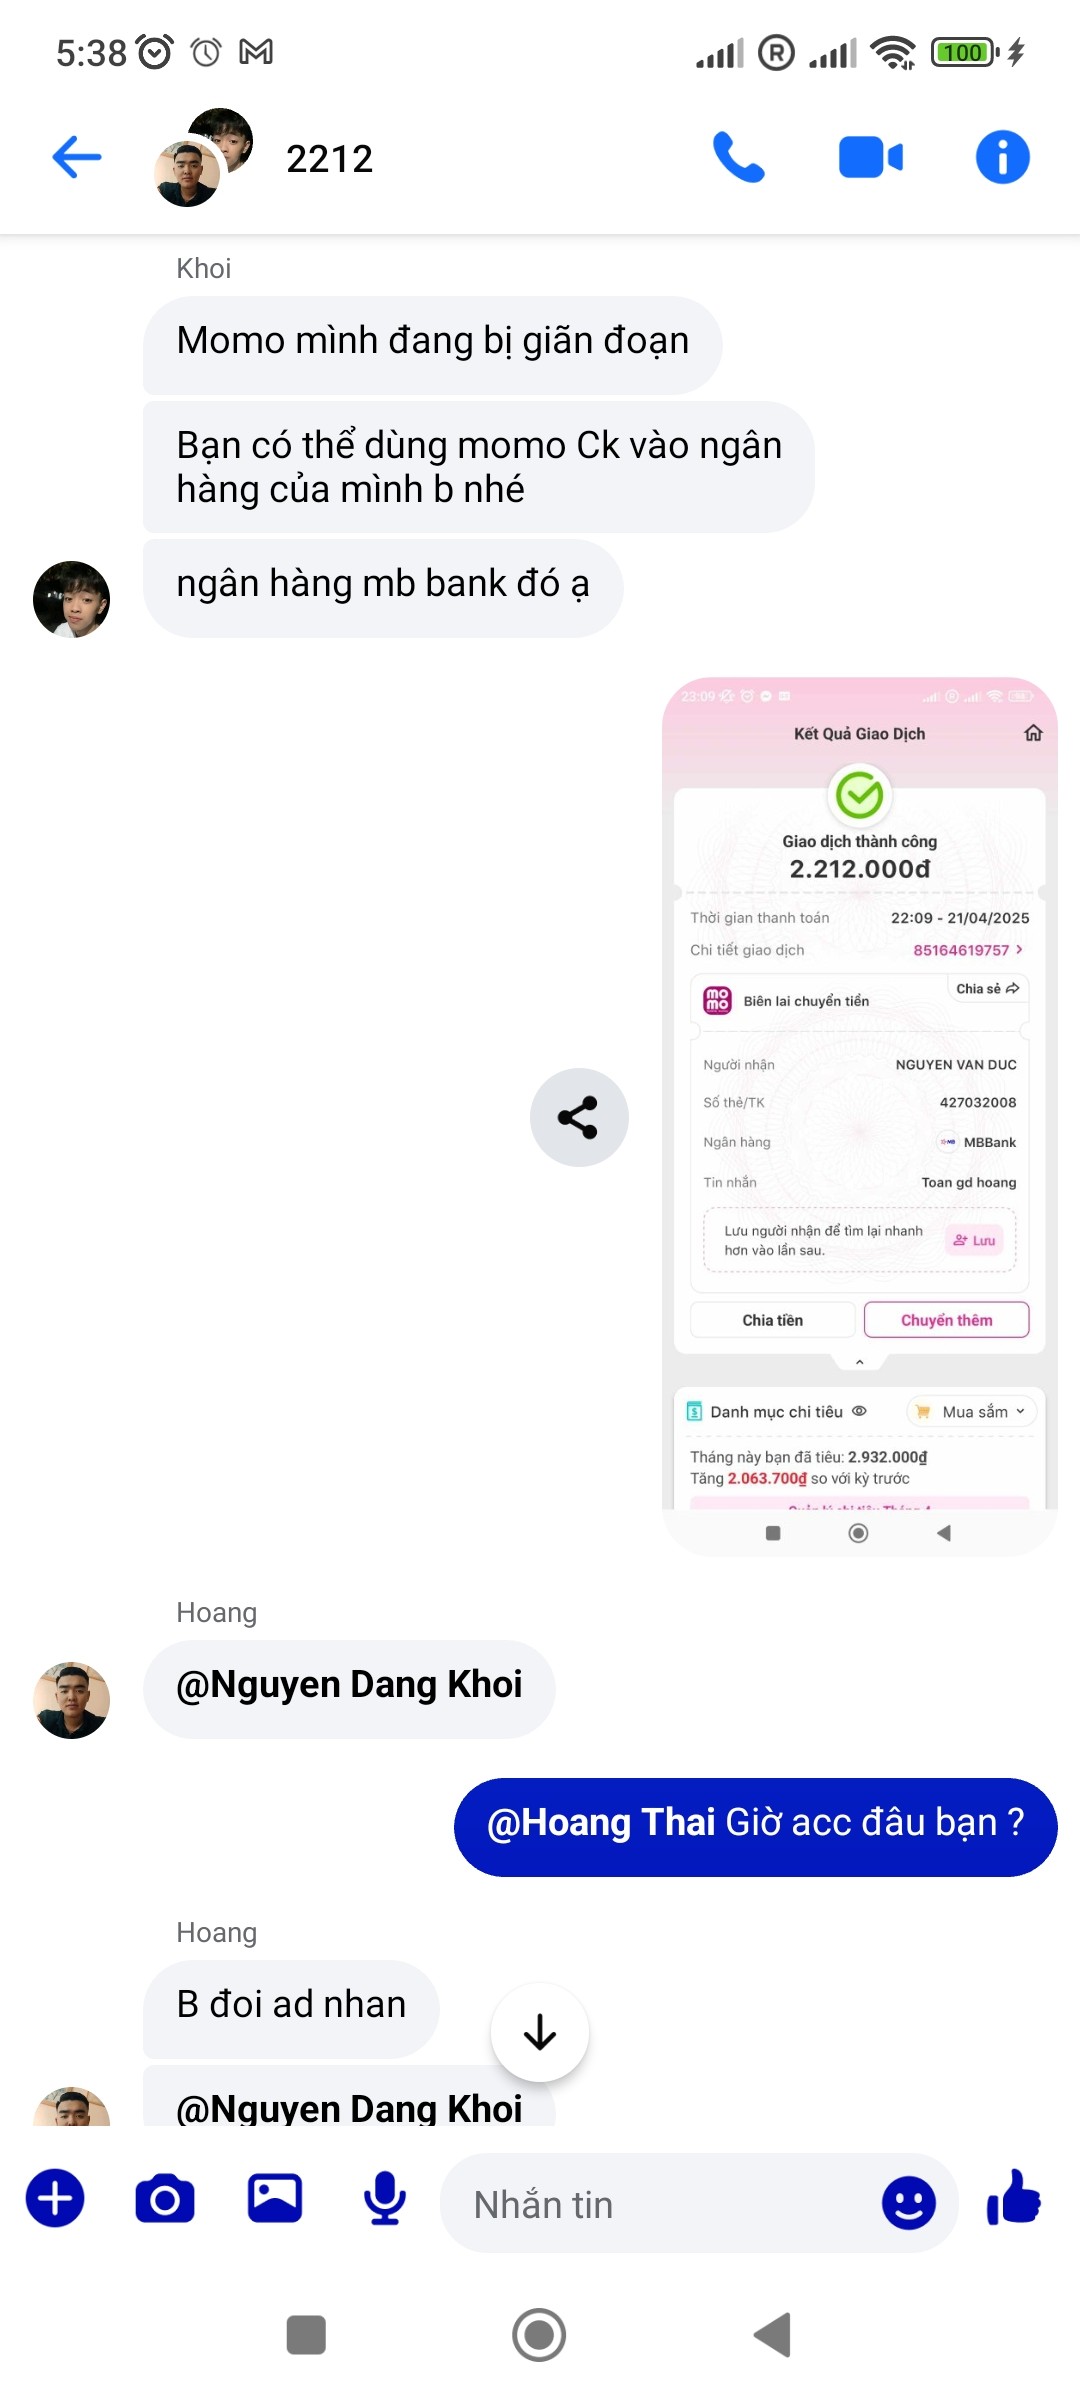 5:38
100
2212
Khoi
Momo mình đang bị giãn đoạn
Bạn có thể dùng momo Ck vào ngân
hàng của mình b nhé
ngân hàng mb bank đó ạ
23:09
Kết Quả Giao Dịch
Giao dịch thành công
2.212.000đ
Thời gian thanh toán 22:09 - 21/04/2025
Chi tiết giao dịch 85164619757
Chia sẻ
mo mo Biên lai chuyển tiền
Người nhận NGUYEN VAN DUC
Số thẻ/TK 427032008
Ngân hàng MB MBBank
Tin nhắn Toan gd hoang
Lưu người nhận để tìm lại nhanh
hơn vào lần sau.
Lưu
Chia tiền Chuyển thêm
Danh mục chi tiêu Mua sắm
Tháng này bạn đã tiêu: 2.932.000₫
Tăng 2.063.700₫ so với kỳ trước
Hoang
@Nguyen Dang Khoi
@Hoang Thai Giờ acc đâu bạn ?
Hoang
B đoi ad nhan
@Nguyen Dang Khoi
Nhắn tin